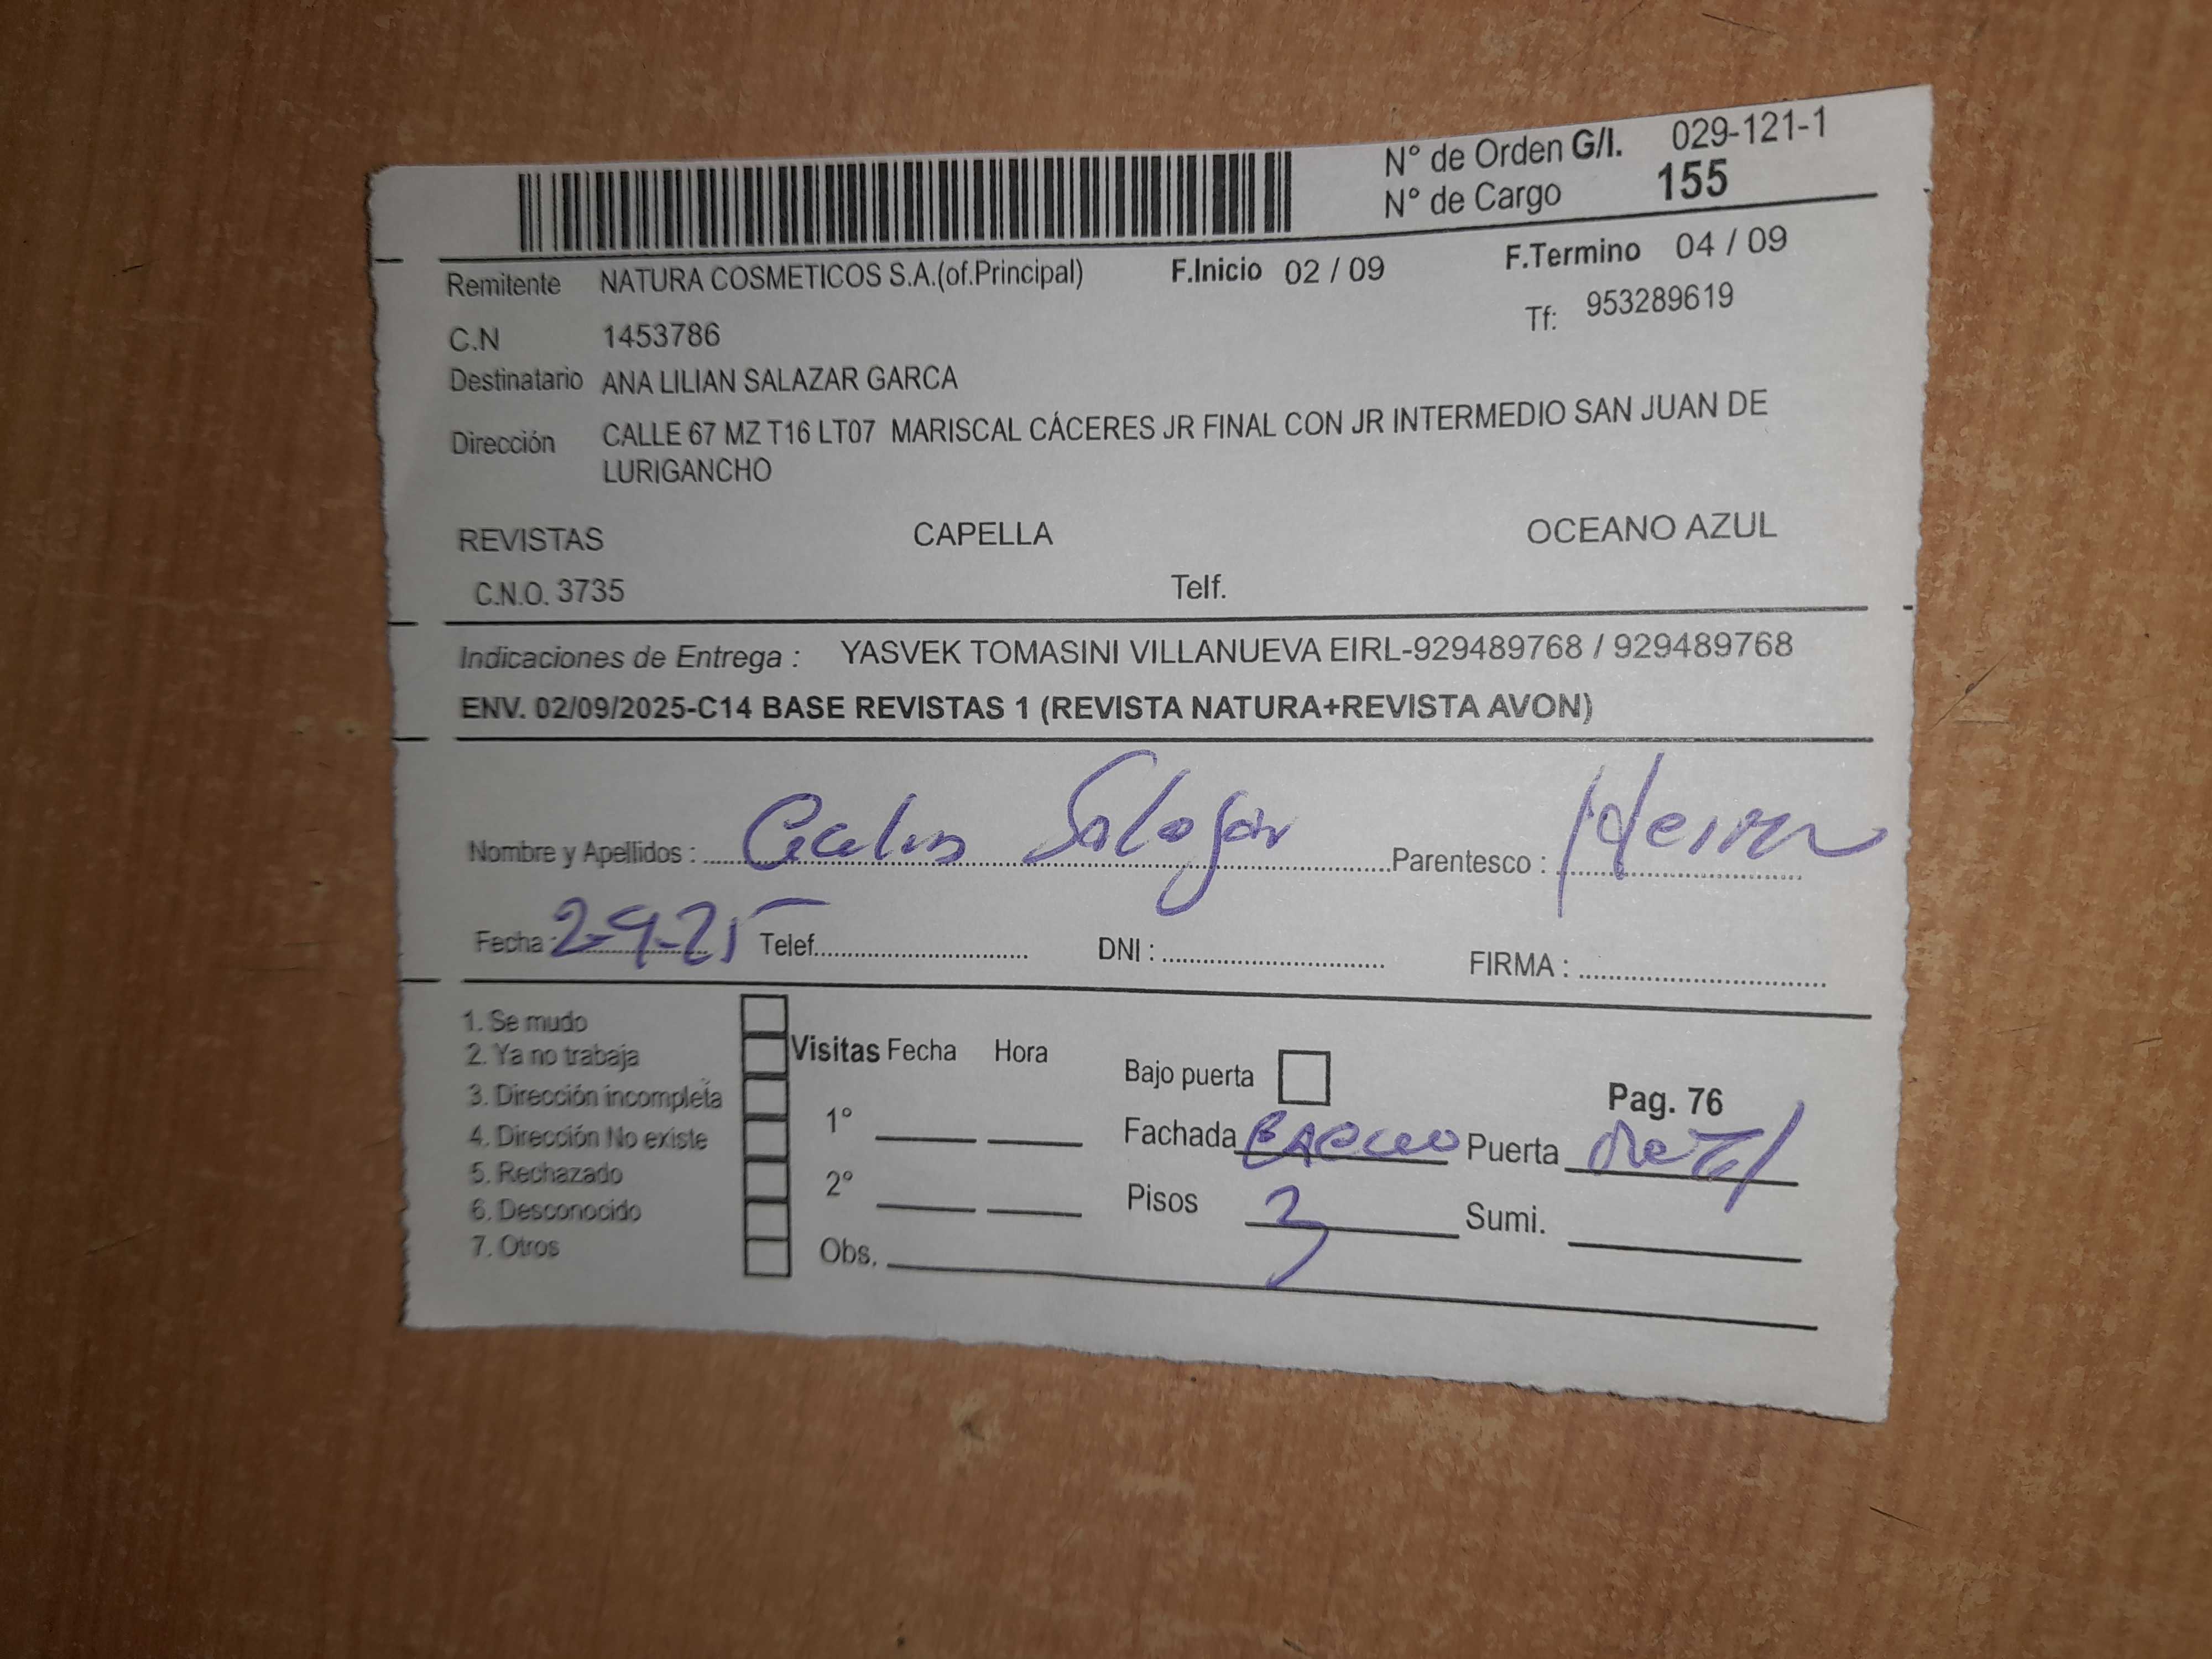 N° de Orden G/I. 029-121-1
N° de Cargo 155
Remitente NATURA COSMETICOS S.A.(of.Principal) F.Inicio 02 / 09 F.Termino 04 / 09
C.N 1453786 Tf: 953289619
Destinatario ANA LILIAN SALAZAR GARCA
Dirección CALLE 67 MZ T16 LT07 MARISCAL CÁCERES JR FINAL CON JR INTERMEDIO SAN JUAN DE
LURIGANCHO
REVISTAS CAPELLA OCEANO AZUL
C.N.O. 3735 Telf.
Indicaciones de Entrega : YASVEK TOMASINI VILLANUEVA EIRL-929489768 / 929489768
ENV. 02/09/2025-C14 BASE REVISTAS 1 (REVISTA NATURA+REVISTA AVON)
Nombre y Apellidos : Salazar Parentesco :
Fecha : 2-9-25 Telef. DNI : FIRMA :
1. Se mudo
2. Ya no trabaja Visitas Fecha Hora Bajo puerta
3. Dirección incompleta Pag. 76
4. Dirección No existe 1° Fachada Puerta
5. Rechazado
6. Desconocido 2° Pisos 3 Sumi.
7. Otros Obs.